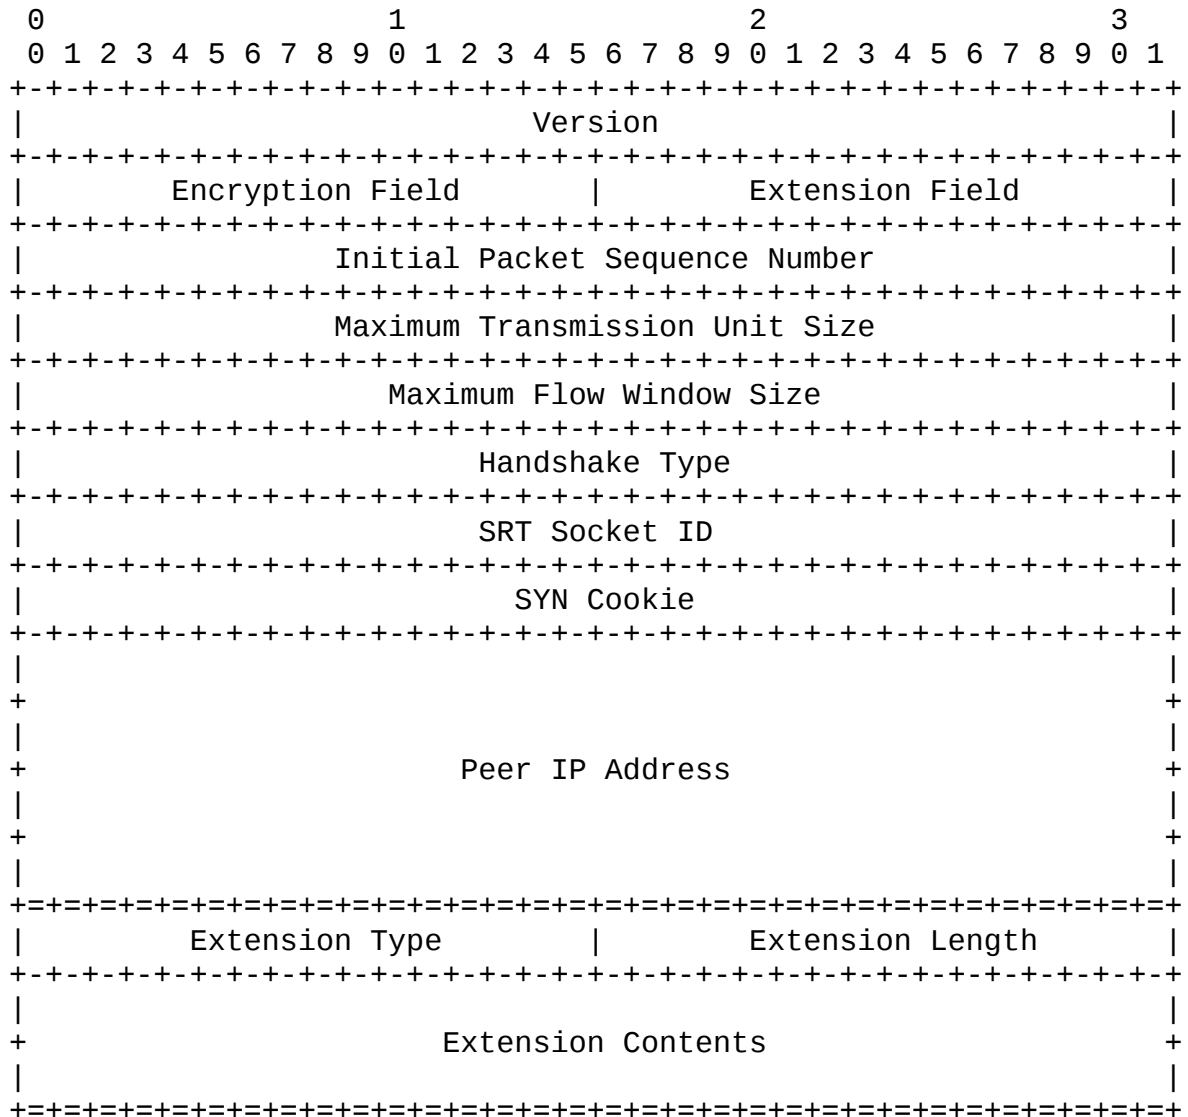 0                   1                   2                   3
 0 1 2 3 4 5 6 7 8 9 0 1 2 3 4 5 6 7 8 9 0 1 2 3 4 5 6 7 8 9 0 1
+-+-+-+-+-+-+-+-+-+-+-+-+-+-+-+-+-+-+-+-+-+-+-+-+-+-+-+-+-+-+-+-+
|                            Version                            |
+-+-+-+-+-+-+-+-+-+-+-+-+-+-+-+-+-+-+-+-+-+-+-+-+-+-+-+-+-+-+-+-+
|        Encryption Field       |        Extension Field        |
+-+-+-+-+-+-+-+-+-+-+-+-+-+-+-+-+-+-+-+-+-+-+-+-+-+-+-+-+-+-+-+-+
|                 Initial Packet Sequence Number                |
+-+-+-+-+-+-+-+-+-+-+-+-+-+-+-+-+-+-+-+-+-+-+-+-+-+-+-+-+-+-+-+-+
|                 Maximum Transmission Unit Size                |
+-+-+-+-+-+-+-+-+-+-+-+-+-+-+-+-+-+-+-+-+-+-+-+-+-+-+-+-+-+-+-+-+
|                    Maximum Flow Window Size                   |
+-+-+-+-+-+-+-+-+-+-+-+-+-+-+-+-+-+-+-+-+-+-+-+-+-+-+-+-+-+-+-+-+
|                         Handshake Type                        |
+-+-+-+-+-+-+-+-+-+-+-+-+-+-+-+-+-+-+-+-+-+-+-+-+-+-+-+-+-+-+-+-+
|                         SRT Socket ID                         |
+-+-+-+-+-+-+-+-+-+-+-+-+-+-+-+-+-+-+-+-+-+-+-+-+-+-+-+-+-+-+-+-+
|                           SYN Cookie                          |
+-+-+-+-+-+-+-+-+-+-+-+-+-+-+-+-+-+-+-+-+-+-+-+-+-+-+-+-+-+-+-+-+
|                                                               |
+                                                               +
|                                                               |
+                        Peer IP Address                        +
|                                                               |
+                                                               +
|                                                               |
+=+=+=+=+=+=+=+=+=+=+=+=+=+=+=+=+=+=+=+=+=+=+=+=+=+=+=+=+=+=+=+=+
|         Extension Type        |        Extension Length       |
+-+-+-+-+-+-+-+-+-+-+-+-+-+-+-+-+-+-+-+-+-+-+-+-+-+-+-+-+-+-+-+-+
|                                                               |
+                       Extension Contents                      +
|                                                               |
+=+=+=+=+=+=+=+=+=+=+=+=+=+=+=+=+=+=+=+=+=+=+=+=+=+=+=+=+=+=+=+=+